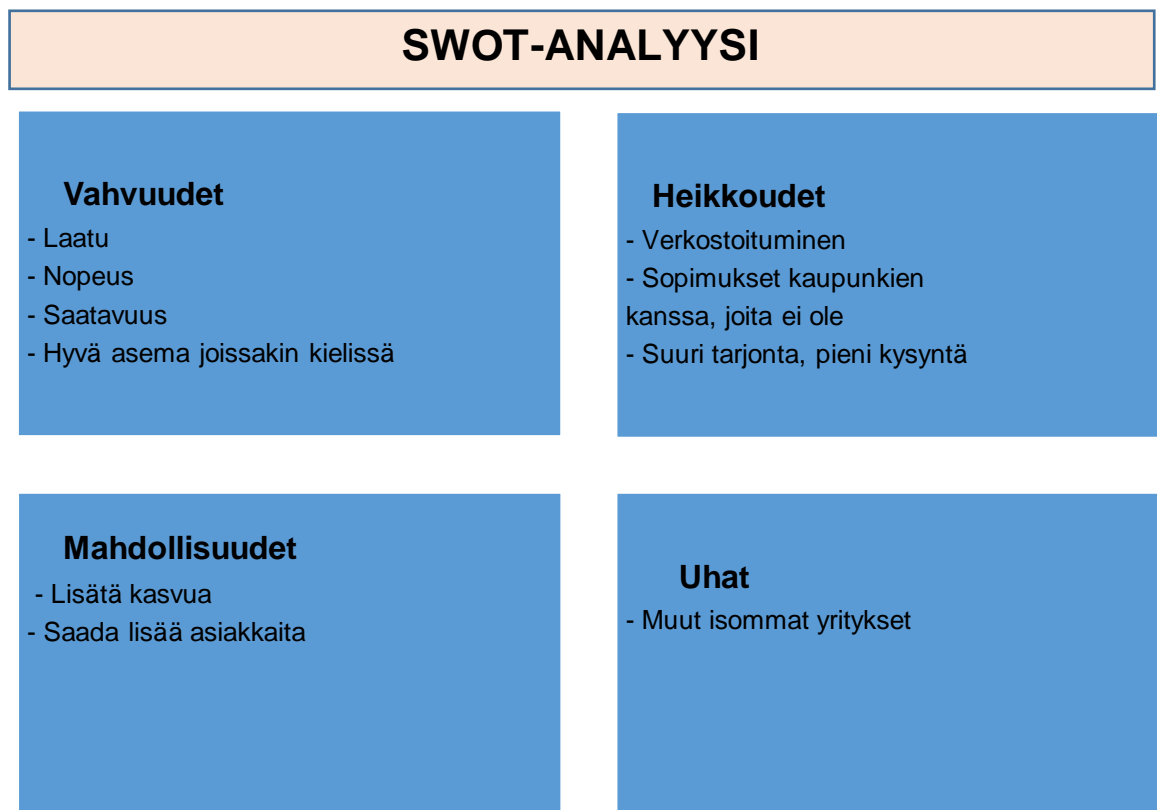 SWOT-ANALYYSI
Vahvuudet
- Laatu
- Nopeus
- Saatavuus
- Hyvä asema joissakin kielissä
Heikkoudet
- Verkostoituminen
- Sopimukset kaupunkien
kanssa, joita ei ole
- Suuri tarjonta, pieni kysyntä
Mahdollisuudet
- Lisätä kasvua
- Saada lisää asiakkaita
Uhat
- Muut isommat yritykset